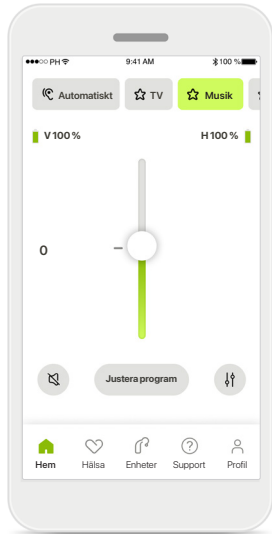 PH 9:41 AM 100 %
Automatiskt TV Musik
V 100 % H 100 %
0
Justera program
Hem Hälsa Enheter Support Profil